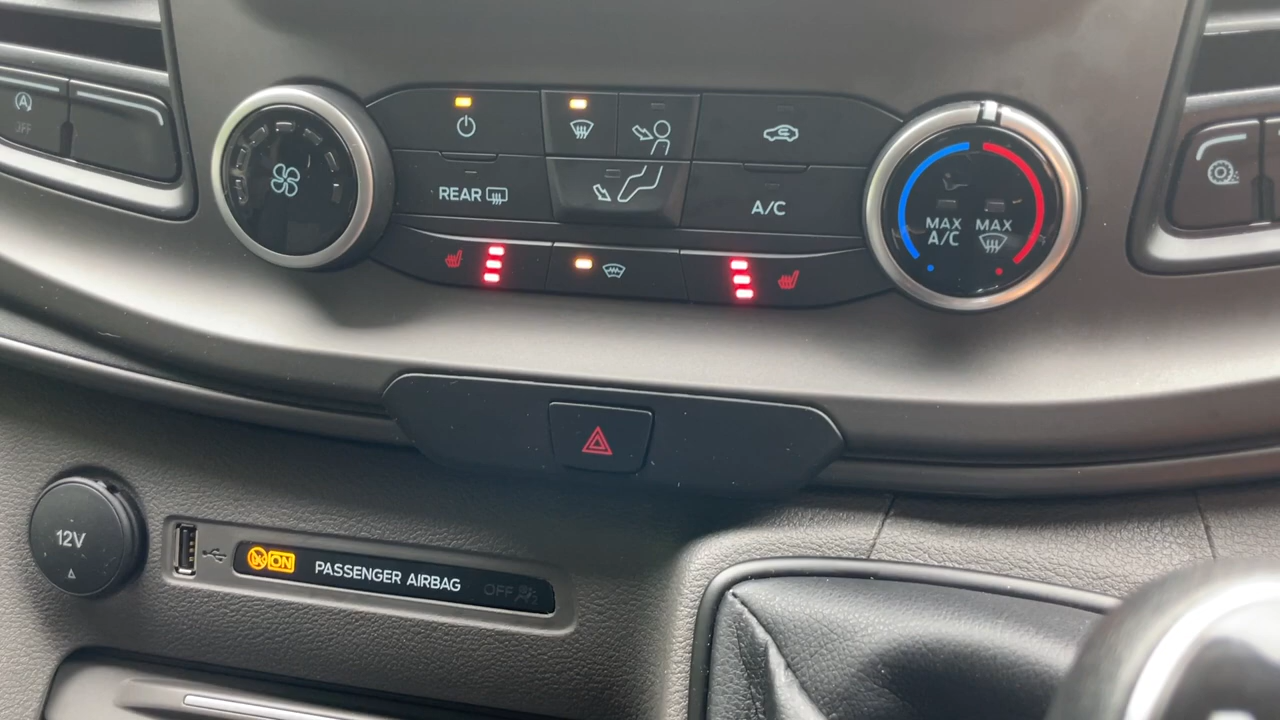 OFF
REAR
A/C
MAX A/C
MAX
12V
ON
PASSENGER AIRBAG
OFF